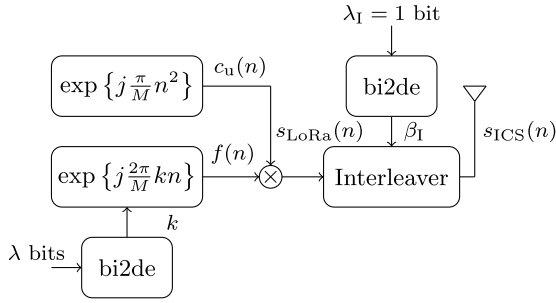 λ_I = 1 bit
exp {j π/M n²}
c_u(n)
bi2de
s_LoRa(n)
β_I
s_ICS(n)
exp {j 2π/M kn}
f(n)
⊗
Interleaver
k
λ bits
bi2de